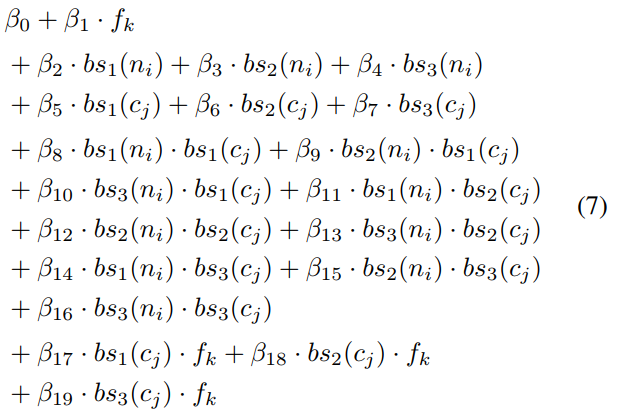 β₀ + β₁ · fₖ
+ β₂ · bs₁(nᵢ) + β₃ · bs₂(nᵢ) + β₄ · bs₃(nᵢ)
+ β₅ · bs₁(cⱼ) + β₆ · bs₂(cⱼ) + β₇ · bs₃(cⱼ)
+ β₈ · bs₁(nᵢ) · bs₁(cⱼ) + β₉ · bs₂(nᵢ) · bs₁(cⱼ)
+ β₁₀ · bs₃(nᵢ) · bs₁(cⱼ) + β₁₁ · bs₁(nᵢ) · bs₂(cⱼ)
(7)
+ β₁₂ · bs₂(nᵢ) · bs₂(cⱼ) + β₁₃ · bs₃(nᵢ) · bs₂(cⱼ)
+ β₁₄ · bs₁(nᵢ) · bs₃(cⱼ) + β₁₅ · bs₂(nᵢ) · bs₃(cⱼ)
+ β₁₆ · bs₃(nᵢ) · bs₃(cⱼ)
+ β₁₇ · bs₁(cⱼ) · fₖ + β₁₈ · bs₂(cⱼ) · fₖ
+ β₁₉ · bs₃(cⱼ) · fₖ